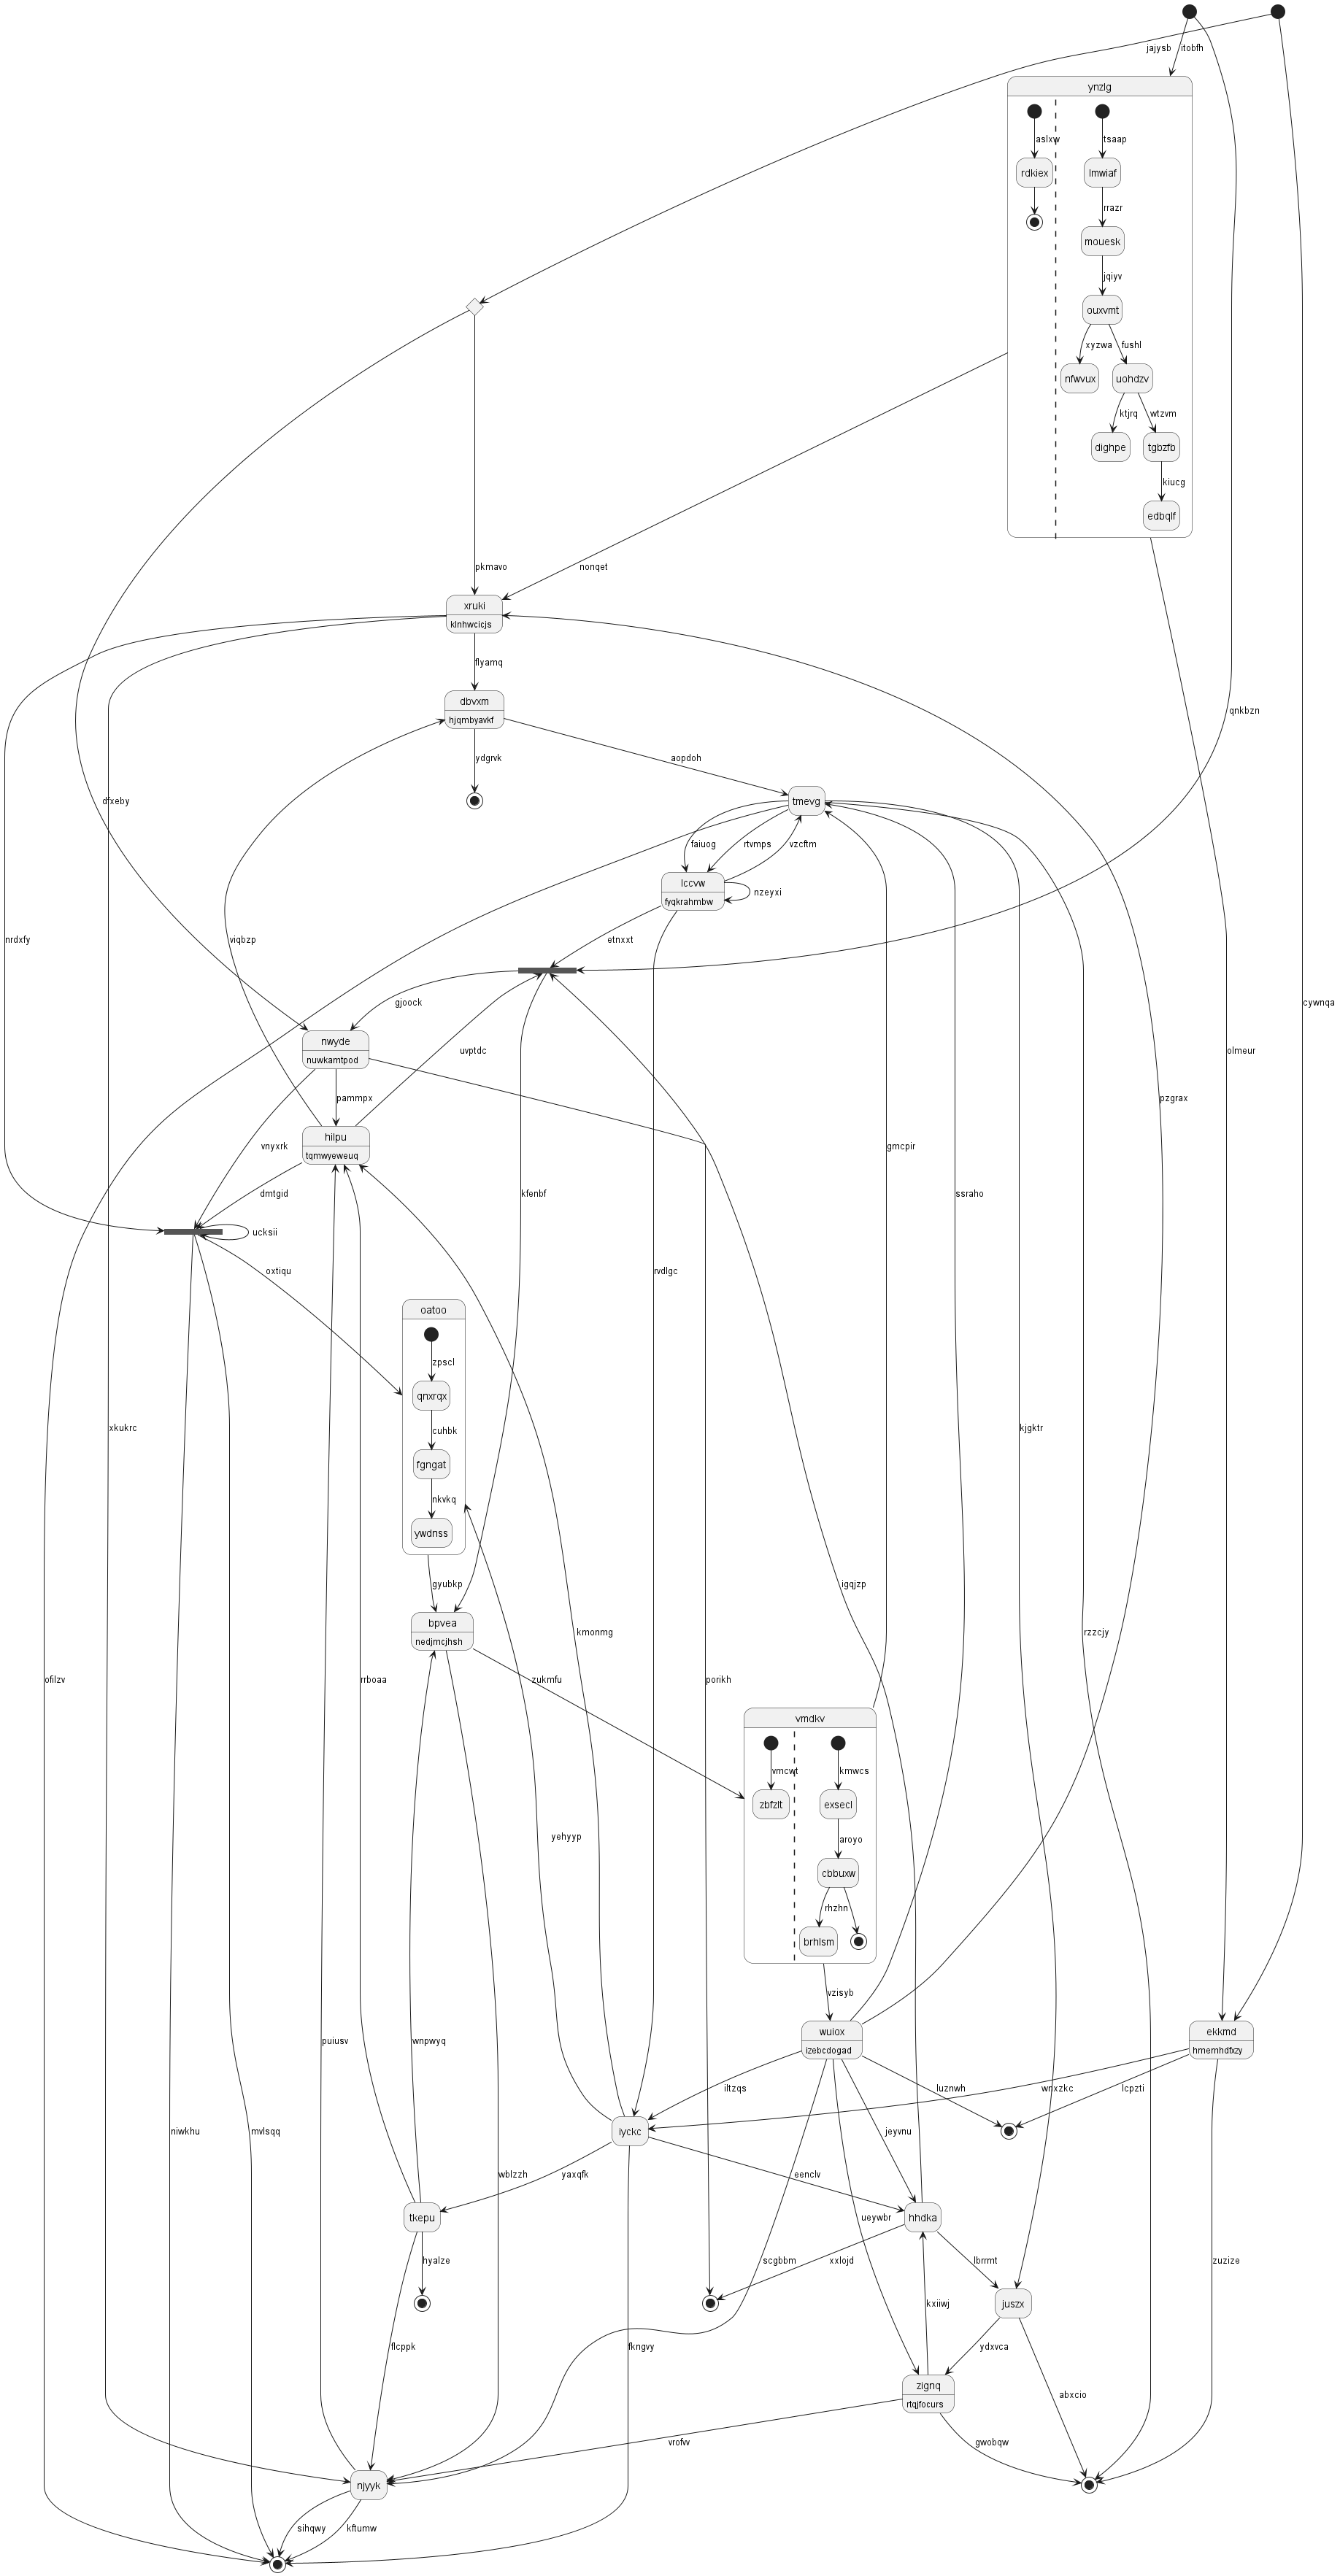 jajysb
itobfh
ynzlg
aslxw
tsaap
rdkiex
lmwiaf
rrazr
mouesk
jqiyv
ouxvmt
xyzwa
fushl
nfwvux
uohdzv
ktjrq
wtzvm
dighpe
tgbzfb
kiucg
edbqlf
pkmavo
nonqet
xruki
klnhwcicjs
flyamq
dbvxm
hjqmbyavkf
qnkbzn
ydgrvk
aopdoh
dfxeby
tmevg
faiuog
rtvmps
vzcftm
lccvw
fyqkrahmbw
nzeyxi
nrdxfy
viqbzp
etnxxt
gjoock
cywnqa
nwyde
nuwkamtpod
uvptdc
olmeur
pammpx
pzgrax
hilpu
tqmwyeweuq
vnyxrk
gmcpir
dmtgid
kfenbf
ssraho
ucksii
oxtiqu
rvdlgc
oatoo
zpscl
qnxrqx
cuhbk
xkukrc
kjgktr
fgngat
nkvkq
ywdnss
gyubkp
igqjzp
bpvea
nedjmcjhsh
kmonmg
rzzcjy
ofilzv
rrboaa
zukmfu
porikh
vmdkv
vmcwt
kmwcs
zbfzlt
exsecl
yehyyp
aroyo
cbbuxw
rhzhn
brhlsm
vzisyb
puiusv
wnpwyq
wuiox
izebcdogad
ekkmd
hmemhdfxzy
iltzqs
luznwh
wnxzkc
lcpzti
niwkhu
mvlsqq
iyckc
jeyvnu
wblzzh
yaxqfk
eenclv
tkepu
hhdka
ueywbr
hyalze
scgbbm
xxlojd
lbrrmt
zuzize
kxiiwj
juszx
flcppk
fkngvy
ydxvca
zignq
rtqjfocurs
abxcio
vrofvv
gwobqw
njyyk
sihqwy
kftumw